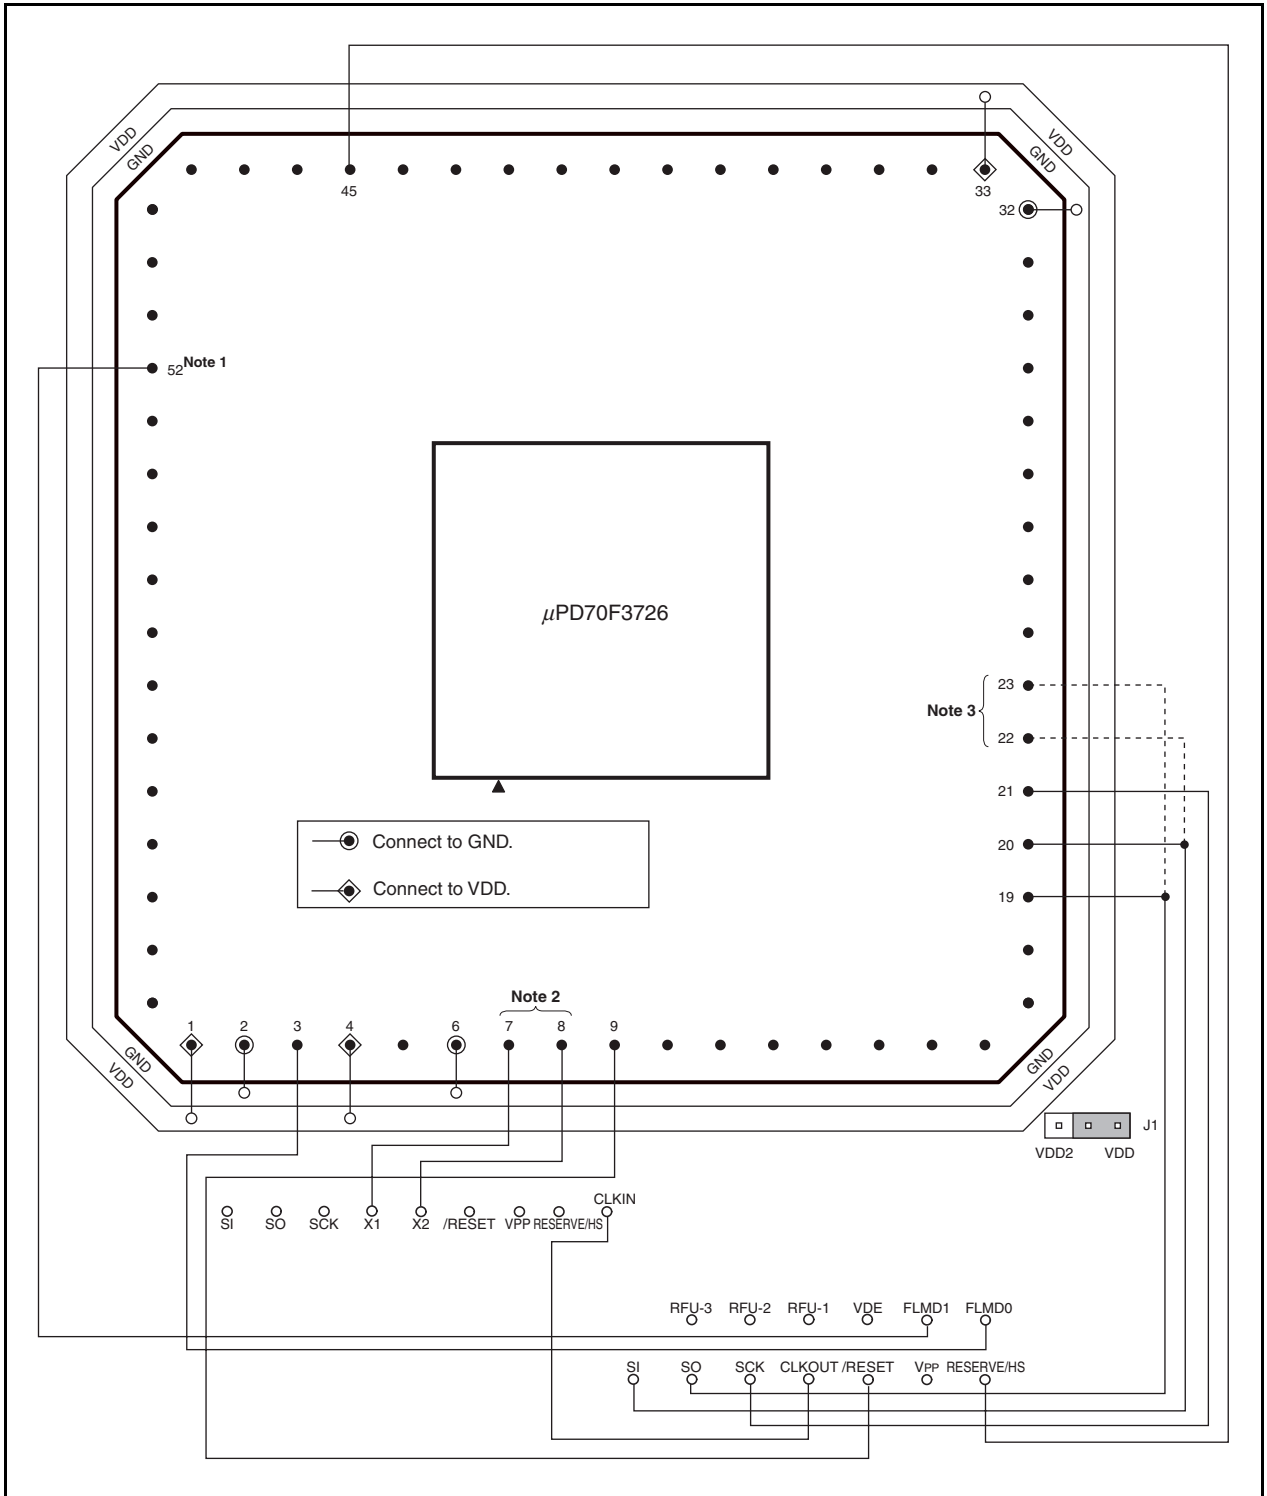 VDD
GND
VDD
GND
45
33
32
52 Note 1
μPD70F3726
23
Note 3
22
21
20
19
Connect to GND.
Connect to VDD.
Note 2
1 2 3 4 6 7 8 9
GND
VDD
GND
VDD
J1
VDD2 VDD
CLKIN
SI SO SCK X1 X2 /RESET VPP RESERVE/HS
RFU-3 RFU-2 RFU-1 VDE FLMD1 FLMD0
SI SO SCK CLKOUT /RESET VPP RESERVE/HS